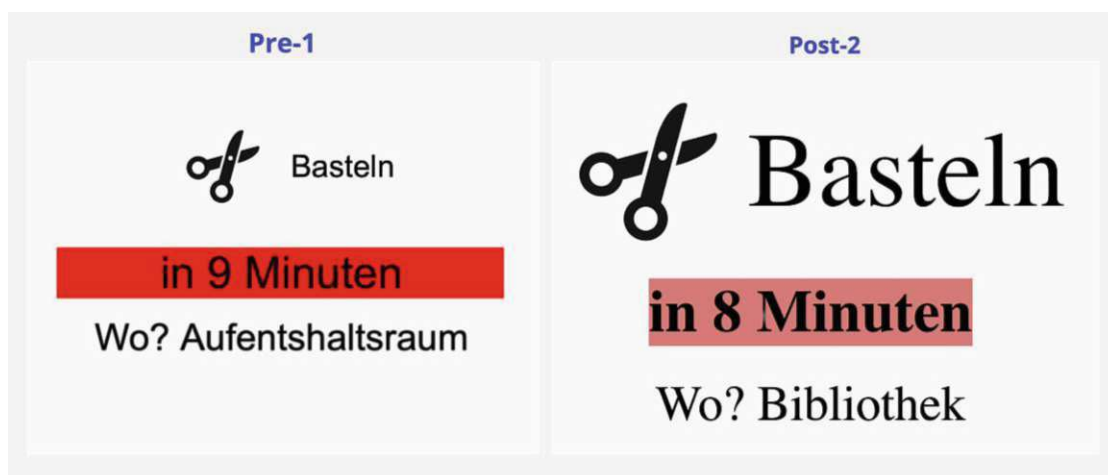 Pre-1
Basteln
in 9 Minuten
Wo? Aufentshaltsraum
Post-2
Basteln
in 8 Minuten
Wo? Bibliothek